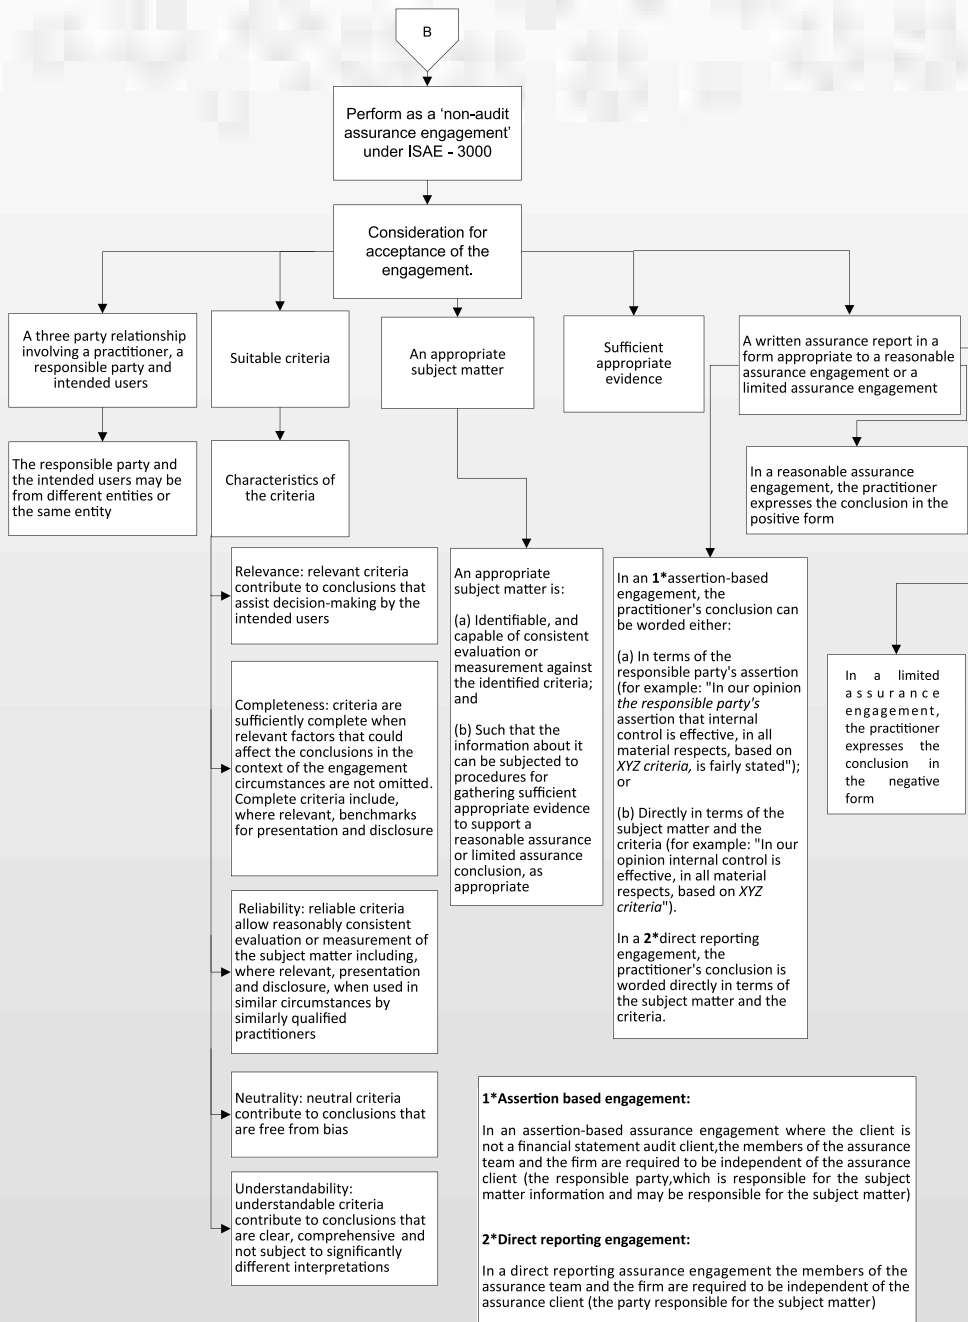 B
Perform as a ‘non-audit
assurance engagement’
under ISAE - 3000
Consideration for
acceptance of the
engagement.
A three party relationship
involving a practitioner, a
responsible party and
intended users
Suitable criteria
An appropriate
subject matter
Sufficient
appropriate
evidence
A written assurance report in a
form appropriate to a reasonable
assurance engagement or a
limited assurance engagement
The responsible party and
the intended users may be
from different entities or
the same entity
Characteristics of
the criteria
In a reasonable assurance
engagement, the practitioner
expresses the conclusion in the
positive form
Relevance: relevant criteria
contribute to conclusions that
assist decision-making by the
intended users
Completeness: criteria are
sufficiently complete when
relevant factors that could
affect the conclusions in the
context of the engagement
circumstances are not omitted.
Complete criteria include,
where relevant, benchmarks
for presentation and disclosure
Reliability: reliable criteria
allow reasonably consistent
evaluation or measurement of
the subject matter including,
where relevant, presentation
and disclosure, when used in
similar circumstances by
similarly qualified
practitioners
Neutrality: neutral criteria
contribute to conclusions that
are free from bias
Understandability:
understandable criteria
contribute to conclusions that
are clear, comprehensive and
not subject to significantly
different interpretations
An appropriate
subject matter is:
(a) Identifiable, and
capable of consistent
evaluation or
measurement against
the identified criteria;
and
(b) Such that the
information about it
can be subjected to
procedures for
gathering sufficient
appropriate evidence
to support a
reasonable assurance
or limited assurance
conclusion, as
appropriate
In an 1*assertion-based
engagement, the
practitioner's conclusion can
be worded either:
(a) In terms of the
responsible party's assertion
(for example: "In our opinion
the responsible party's
assertion that internal
control is effective, in all
material respects, based on
XYZ criteria, is fairly stated");
or
(b) Directly in terms of the
subject matter and the
criteria (for example: "In our
opinion internal control is
effective, in all material
respects, based on XYZ
criteria").
In a 2*direct reporting
engagement, the
practitioner's conclusion is
worded directly in terms of
the subject matter and the
criteria.
In a limited
assurance
engagement,
the practitioner
expresses the
conclusion in
the negative
form
1*Assertion based engagement:
In an assertion-based assurance engagement where the client is
not a financial statement audit client,the members of the assurance
team and the firm are required to be independent of the assurance
client (the responsible party,which is responsible for the subject
matter information and may be responsible for the subject matter)
2*Direct reporting engagement:
In a direct reporting assurance engagement the members of the
assurance team and the firm are required to be independent of the
assurance client (the party responsible for the subject matter)